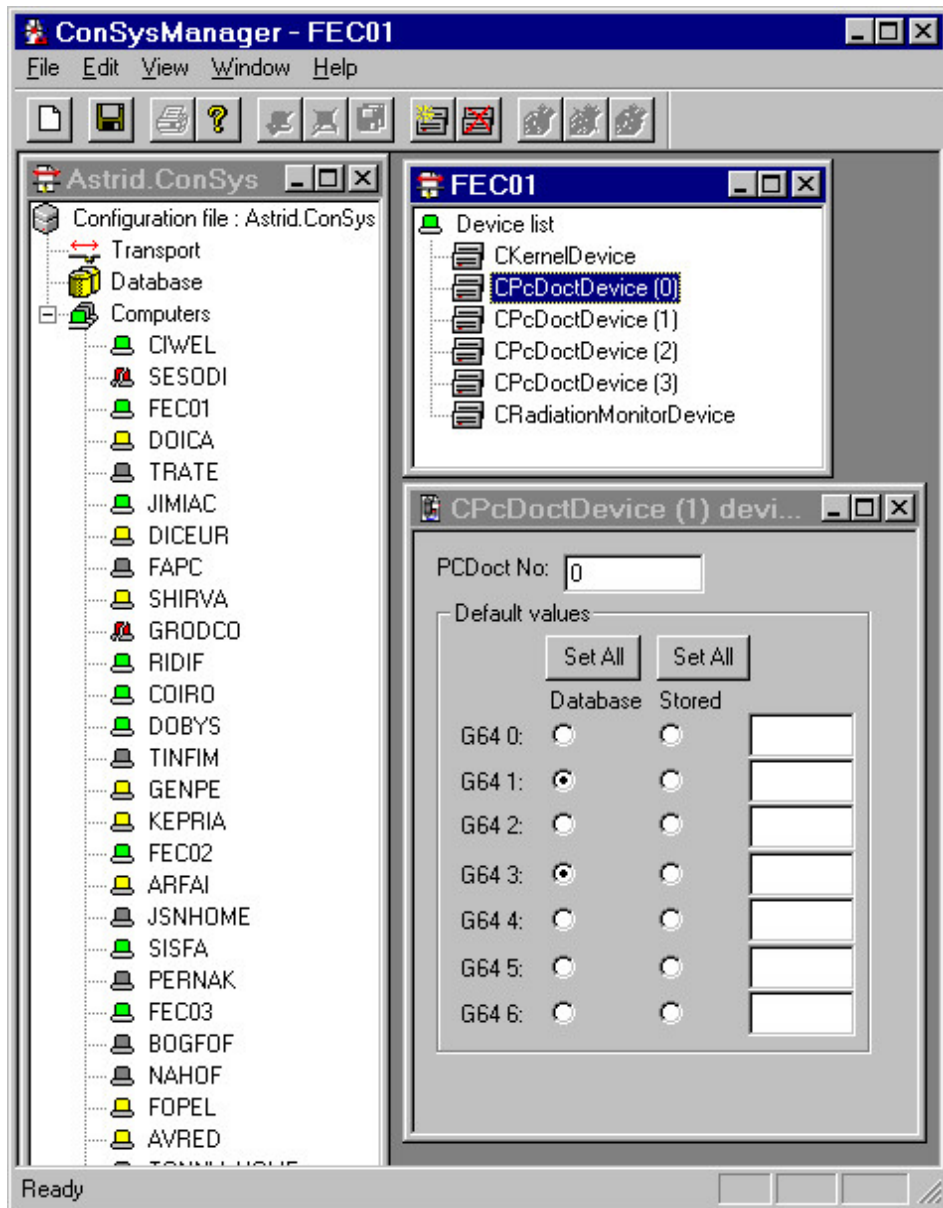 ConSysManager - FEC01
File Edit View Window Help
Astrid.ConSys
Configuration file : Astrid.ConSys
Transport
Database
Computers
CIWEL
SESODI
FEC01
DOICA
TRATE
JIMIAC
DICEUR
FAPC
SHIRVA
GRODCO
RIDIF
COIRO
DOBYS
TINFIM
GENPE
KEPRIA
FEC02
ARFAI
JSNHOME
SISFA
PERNAK
FEC03
BOGFOF
NAHOF
FOPEL
AVRED
FEC01
Device list
CKernelDevice
CPcDoctDevice (0)
CPcDoctDevice (1)
CPcDoctDevice (2)
CPcDoctDevice (3)
CRadiationMonitorDevice
CPcDoctDevice (1) devi...
PCDoct No: 0
Default values
Set All Set All
Database Stored
G64 0:
G64 1:
G64 2:
G64 3:
G64 4:
G64 5:
G64 6:
Ready